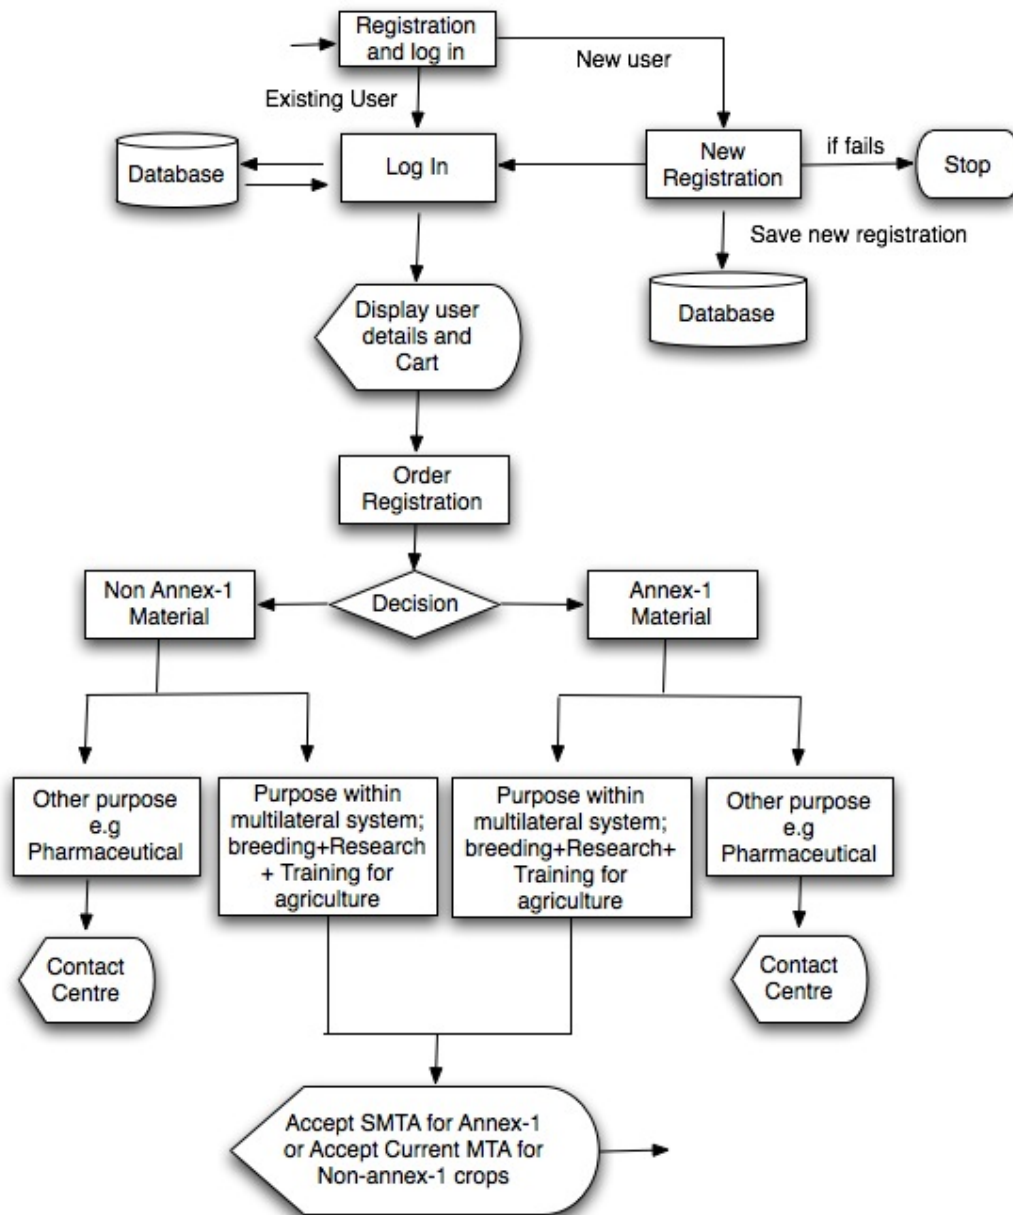 Registration
and log in
New user
Existing User
Database
Log In
New
Registration
if fails
Stop
Save new registration
Display user
details and
Cart
Database
Order
Registration
Non Annex-1
Material
Decision
Annex-1
Material
Other purpose
e.g
Pharmaceutical
Purpose within
multilateral system;
breeding+Research
+ Training for
agriculture
Purpose within
multilateral system;
breeding+Research+
Training for
agriculture
Other purpose
e.g
Pharmaceutical
Contact
Centre
Contact
Centre
Accept SMTA for Annex-1
or Accept Current MTA for
Non-annex-1 crops